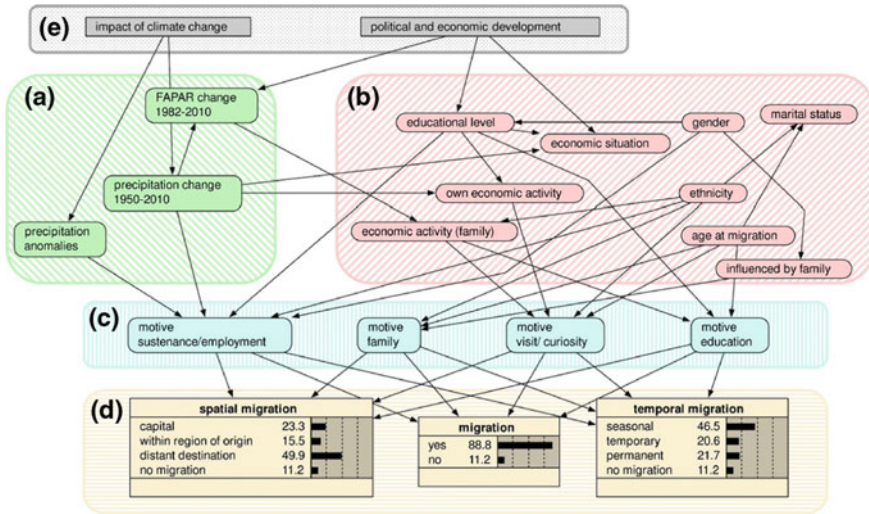 (e)
impact of climate change
political and economic development
(a)
FAPAR change
1982-2010
precipitation change
1950-2010
precipitation
anomalies
(b)
educational level
gender
marital status
economic situation
own economic activity
ethnicity
economic activity (family)
age at migration
influenced by family
(c)
motive
sustenance/employment
motive
family
motive
visit/ curiosity
motive
education
(d)
spatial migration
capital 23.3
within region of origin 15.5
distant destination 49.9
no migration 11.2
migration
yes 88.8
no 11.2
temporal migration
seasonal 46.5
temporary 20.6
permanent 21.7
no migration 11.2